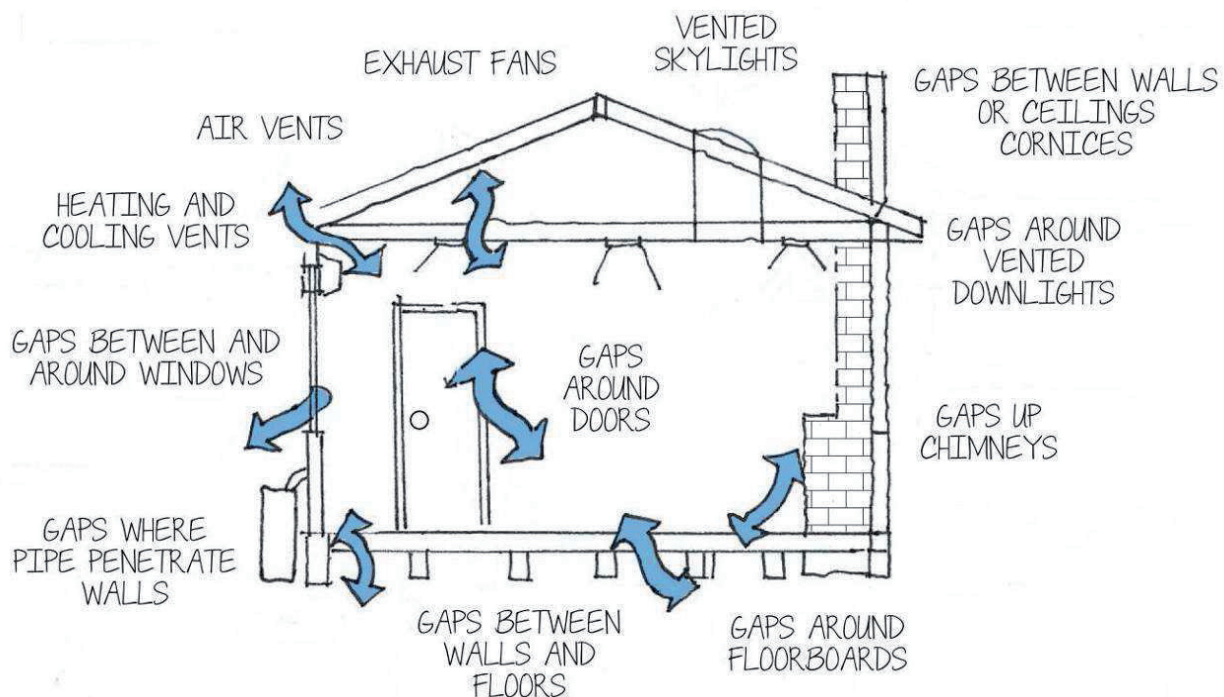 EXHAUST FANS
VENTED
SKYLIGHTS
GAPS BETWEEN WALLS
OR CEILINGS
CORNICES
AIR VENTS
HEATING AND
COOLING VENTS
GAPS AROUND
VENTED
DOWNLIGHTS
GAPS BETWEEN AND
AROUND WINDOWS
GAPS
AROUND
DOORS
GAPS UP
CHIMNEYS
GAPS WHERE
PIPE PENETRATE
WALLS
GAPS BETWEEN
WALLS AND
FLOORS
GAPS AROUND
FLOORBOARDS